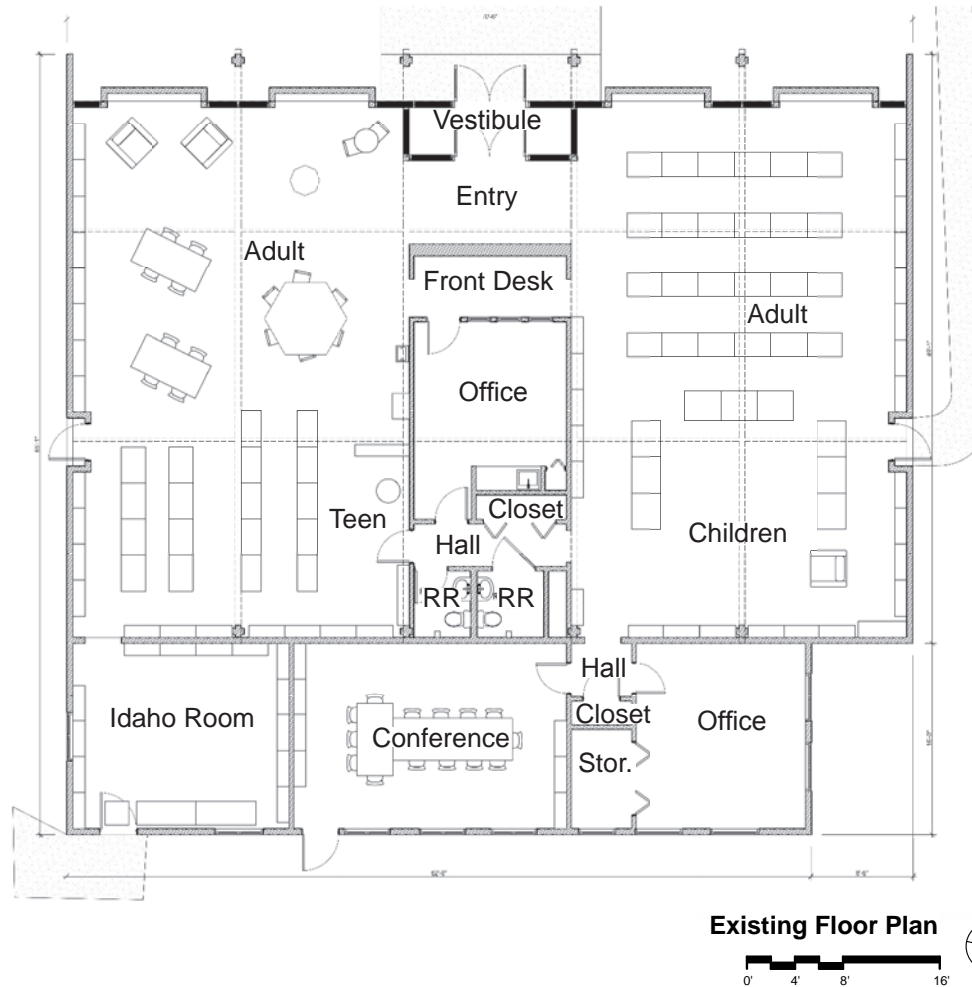 Vestibule
Entry
Adult
Front Desk
Adult
Office
Closet
Teen
Hall
Children
RR
RR
Hall
Idaho Room
Closet
Office
Conference
Stor.
Existing Floor Plan
0' 4' 8' 16'